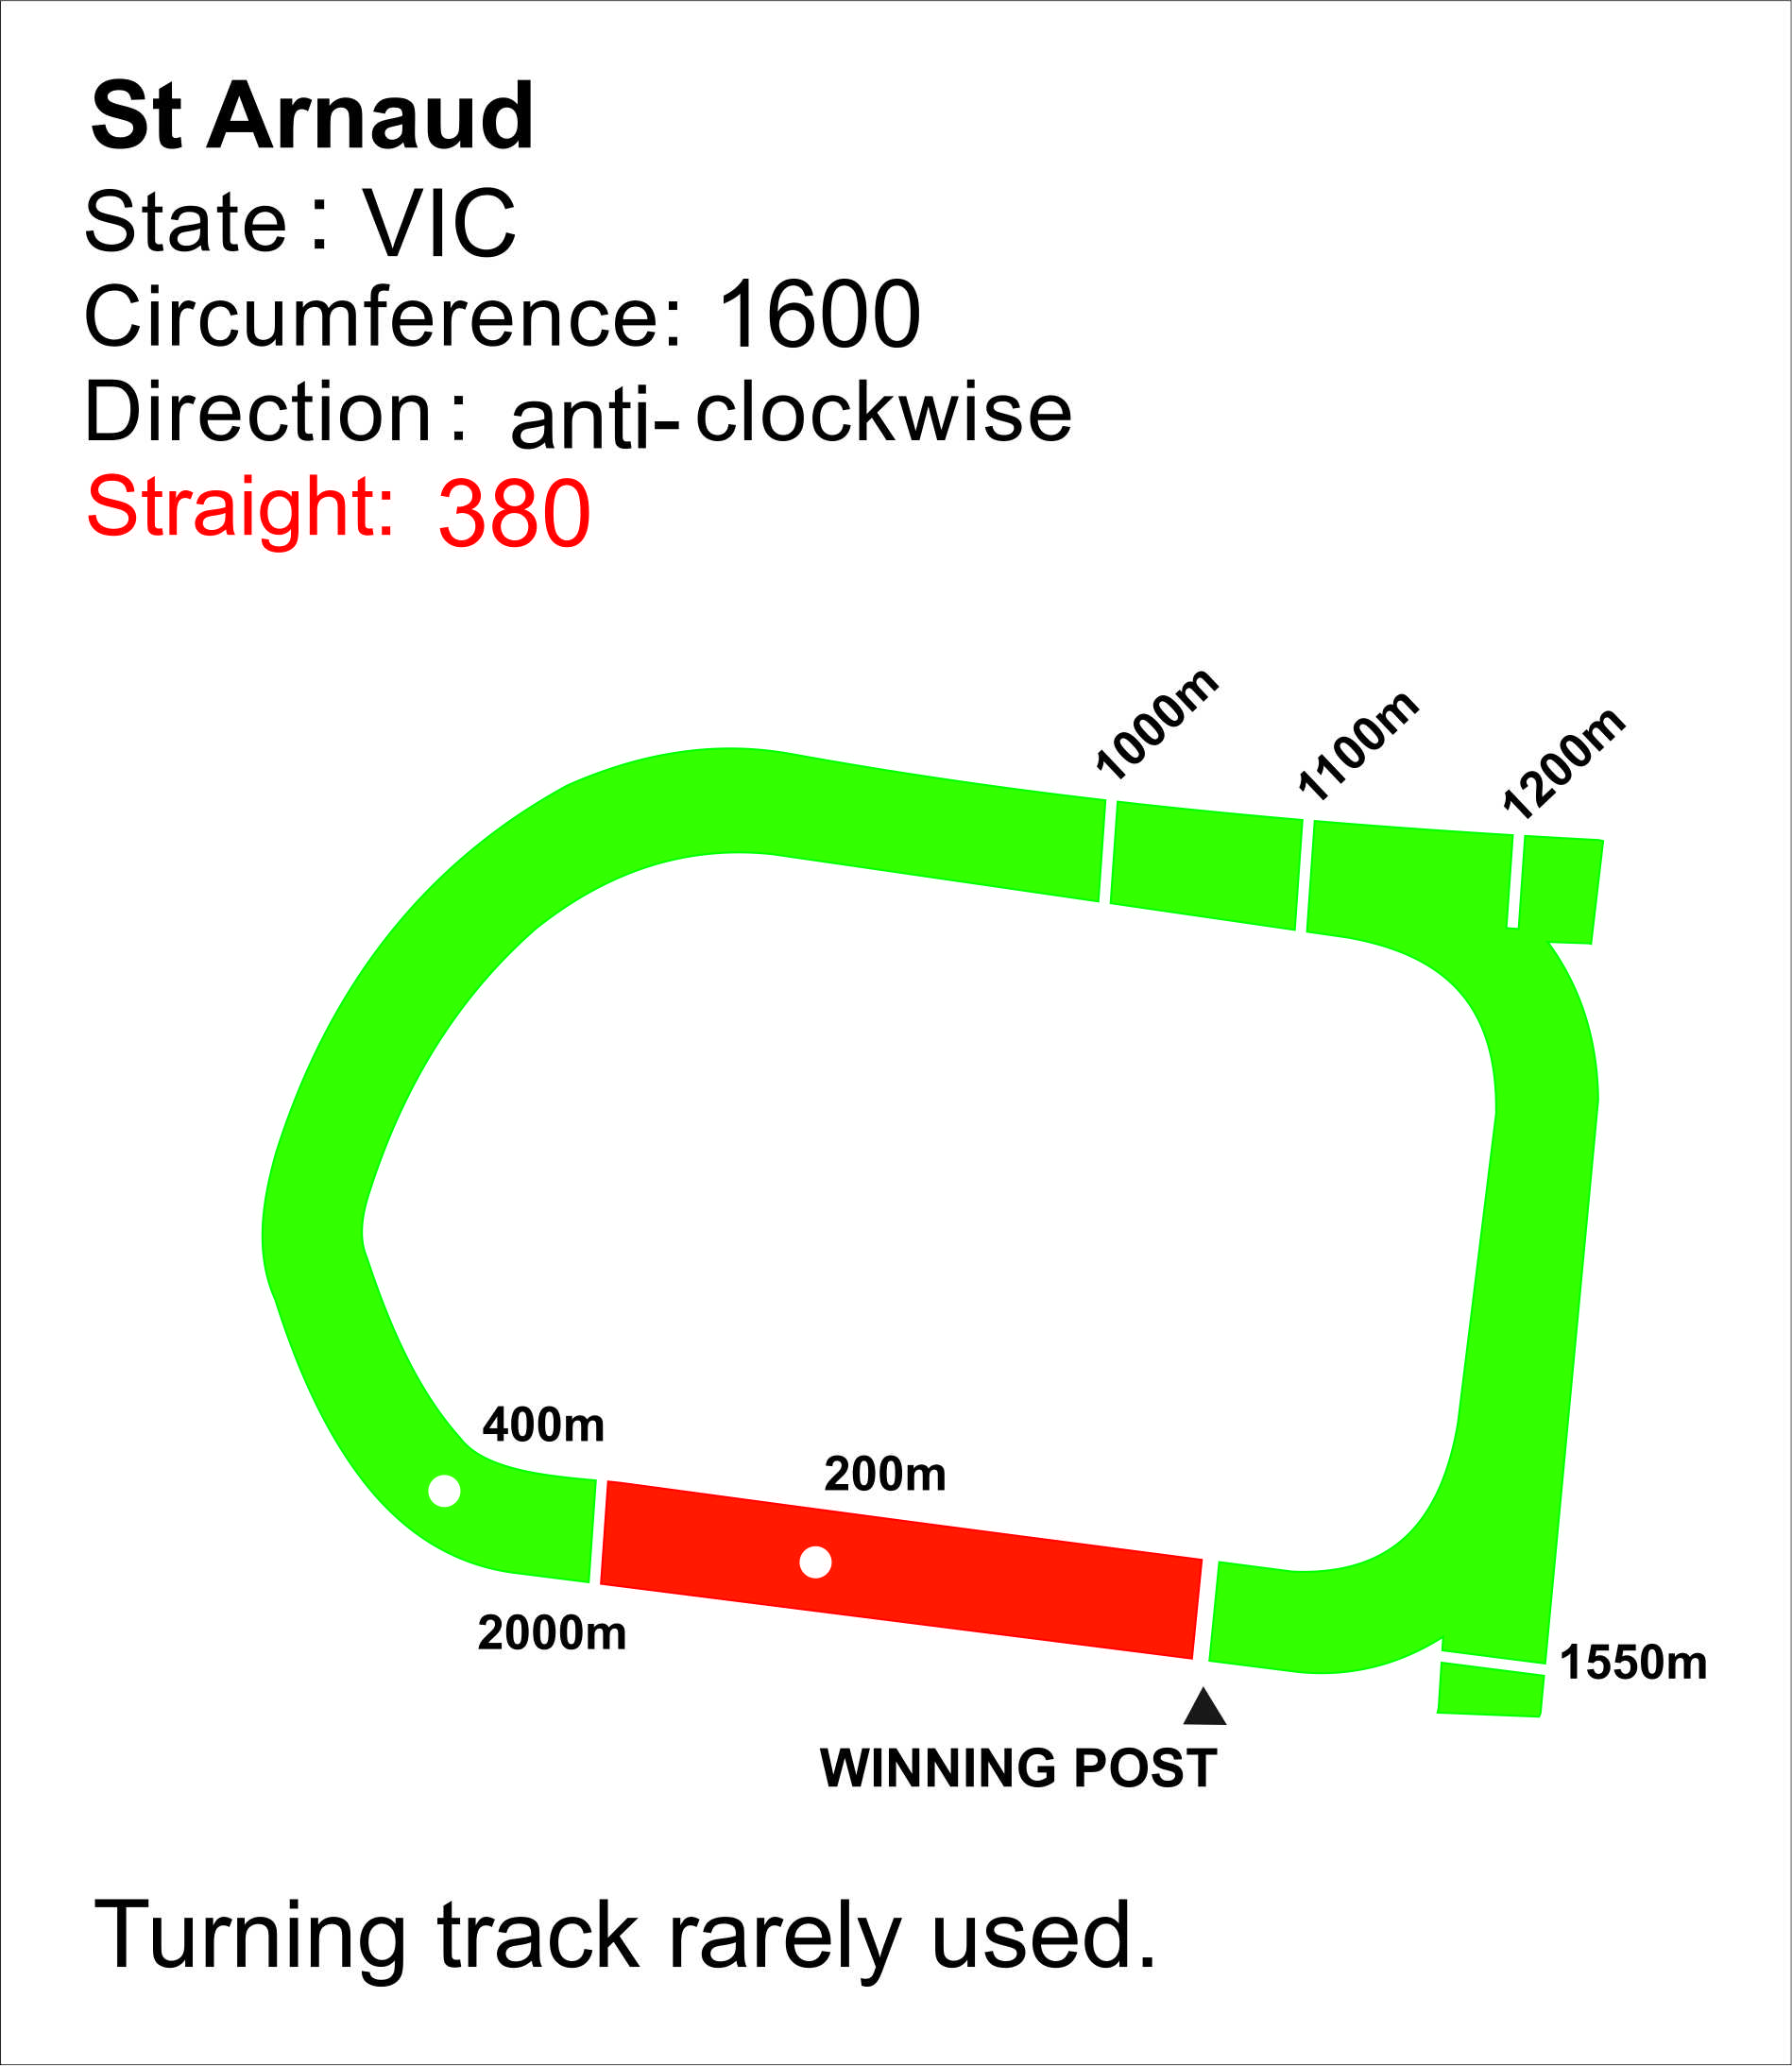 St Arnaud
State : VIC
Circumference: 1600
Direction : anti-clockwise
Straight: 380
1000m
1100m
1200m
400m
200m
2000m
1550m
WINNING POST
Turning track rarely used.